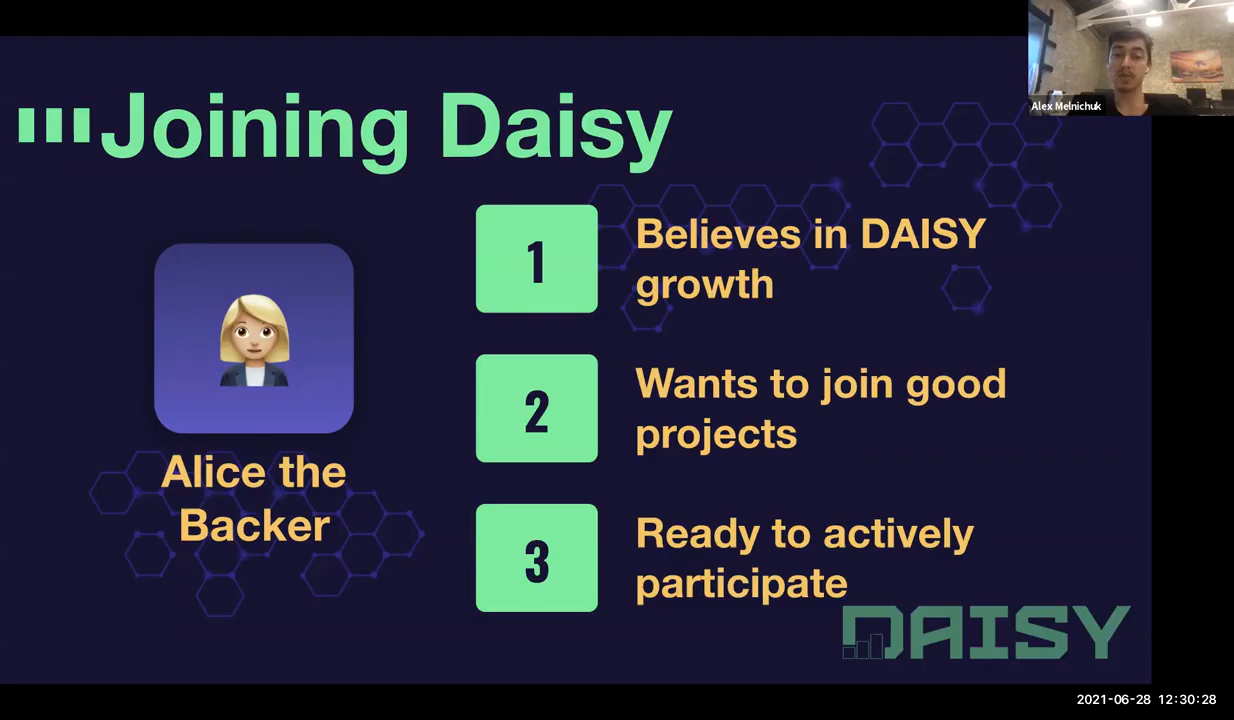 Joining Daisy
Alex Melnichuk
1
Believes in DAISY
growth
2
Wants to join good
projects
Alice the
Backer
3
Ready to actively
participate
DAISY
2021-06-28 12:30:28